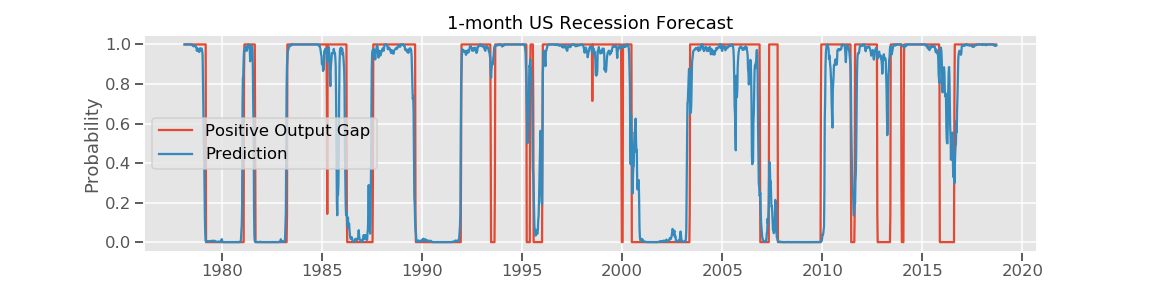 1-month US Recession Forecast
Probability
1.0
0.8
0.6
0.4
0.2
0.0
Positive Output Gap
Prediction
1980 1985 1990 1995 2000 2005 2010 2015 2020